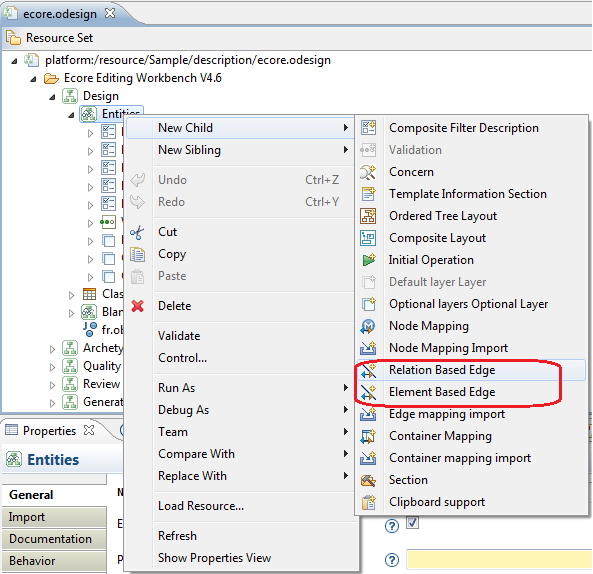 ecore.odesign
Resource Set
platform:/resource/Sample/description/ecore.odesign
Ecore Editing Workbench V4.6
Design
Entities
Clas
Blan
fr.ob
Archety
Quality
Review
Generat
New Child
New Sibling
Undo Ctrl+Z
Redo Ctrl+Y
Cut
Copy
Paste
Delete
Validate
Control...
Run As
Debug As
Team
Compare With
Replace With
Load Resource...
Refresh
Show Properties View
Composite Filter Description
Validation
Concern
Template Information Section
Ordered Tree Layout
Composite Layout
Initial Operation
Default layer Layer
Optional layers Optional Layer
Node Mapping
Node Mapping Import
Relation Based Edge
Element Based Edge
Edge mapping import
Container Mapping
Container mapping import
Section
Clipboard support
Properties
Entities
General
Import
Documentation
Behavior